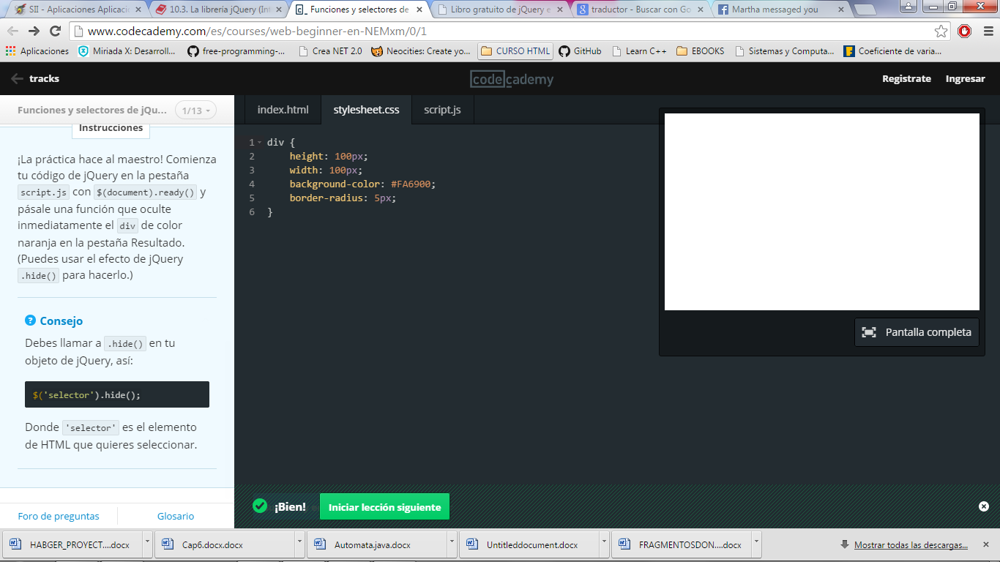 SII - Aplicaciones Aplicaci
10.3. La librería jQuery (Int
Funciones y selectores de
Libro gratuito de jQuery e
traductor - Buscar con Go
Martha messaged you
www.codecademy.com/es/courses/web-beginner-en-NEMxm/0/1
Aplicaciones
Miriada X: Desarroll...
free-programming-...
Crea NET 2.0
Neocities: Create yo...
CURSO HTML
GitHub
Learn C++
EBOOKS
Sistemas y Computa...
Coeficiente de varia...
tracks
codecademy
Registrate
Ingresar
Funciones y selectores de jQu...
1/13
Instrucciones
¡La práctica hace al maestro! Comienza
tu código de jQuery en la pestaña
script.js con $(document).ready() y
pásale una función que oculte
inmediatamente el div de color
naranja en la pestaña Resultado.
(Puedes usar el efecto de jQuery
.hide() para hacerlo.)
? Consejo
Debes llamar a .hide() en tu
objeto de jQuery, así:
$('selector').hide();
Donde 'selector' es el elemento
de HTML que quieres seleccionar.
Foro de preguntas
Glosario
index.html
stylesheet.css
script.js
1 div {
2 height: 100px;
3 width: 100px;
4 background-color: #FA6900;
5 border-radius: 5px;
6 }
Pantalla completa
¡Bien!
Iniciar lección siguiente
HABGER_PROYECT....docx
Cap6.docx.docx
Automata.java.docx
Untitleddocument.docx
FRAGMENTOSDON....docx
Mostrar todas las descargas...